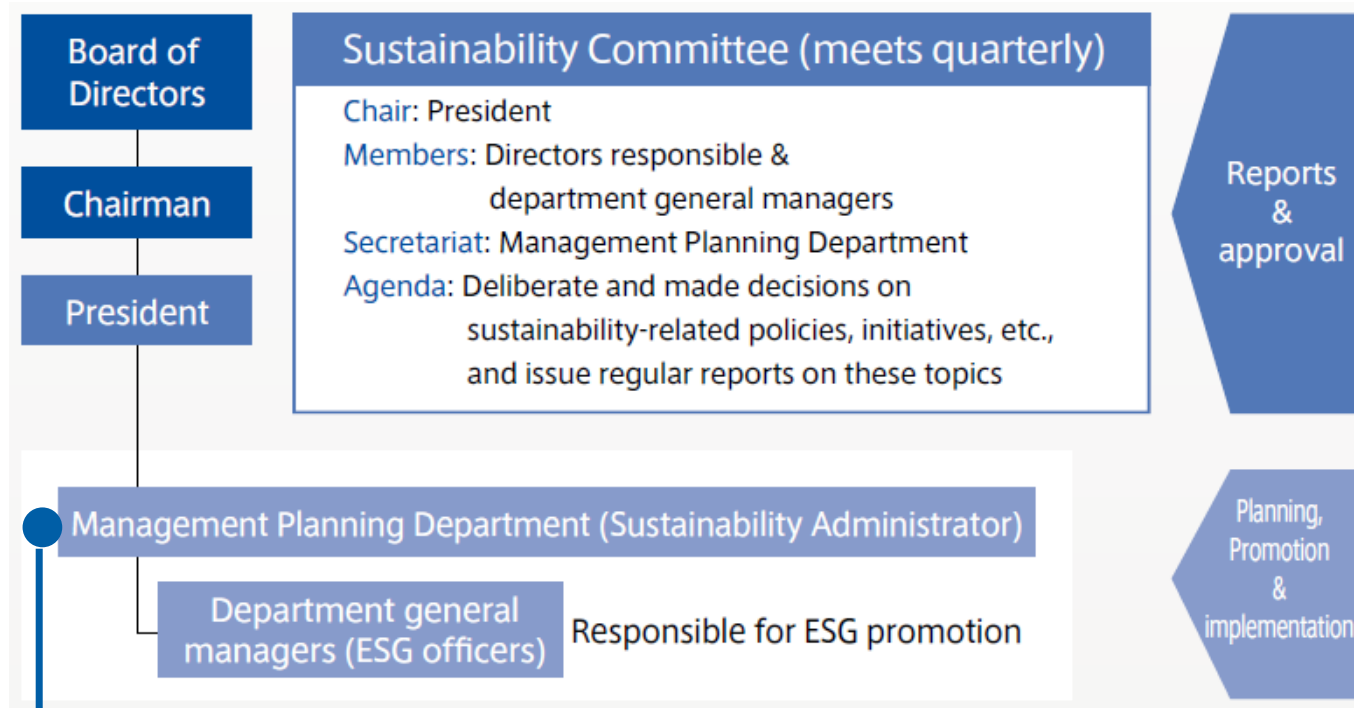 Board of
Directors
Chairman
President
Sustainability Committee (meets quarterly)
Chair: President
Members: Directors responsible &
department general managers
Secretariat: Management Planning Department
Agenda: Deliberate and made decisions on
sustainability-related policies, initiatives, etc.,
and issue regular reports on these topics
Reports
&
approval
Management Planning Department (Sustainability Administrator)
Department general
managers (ESG officers)
Responsible for ESG promotion
Planning,
Promotion
&
implementation